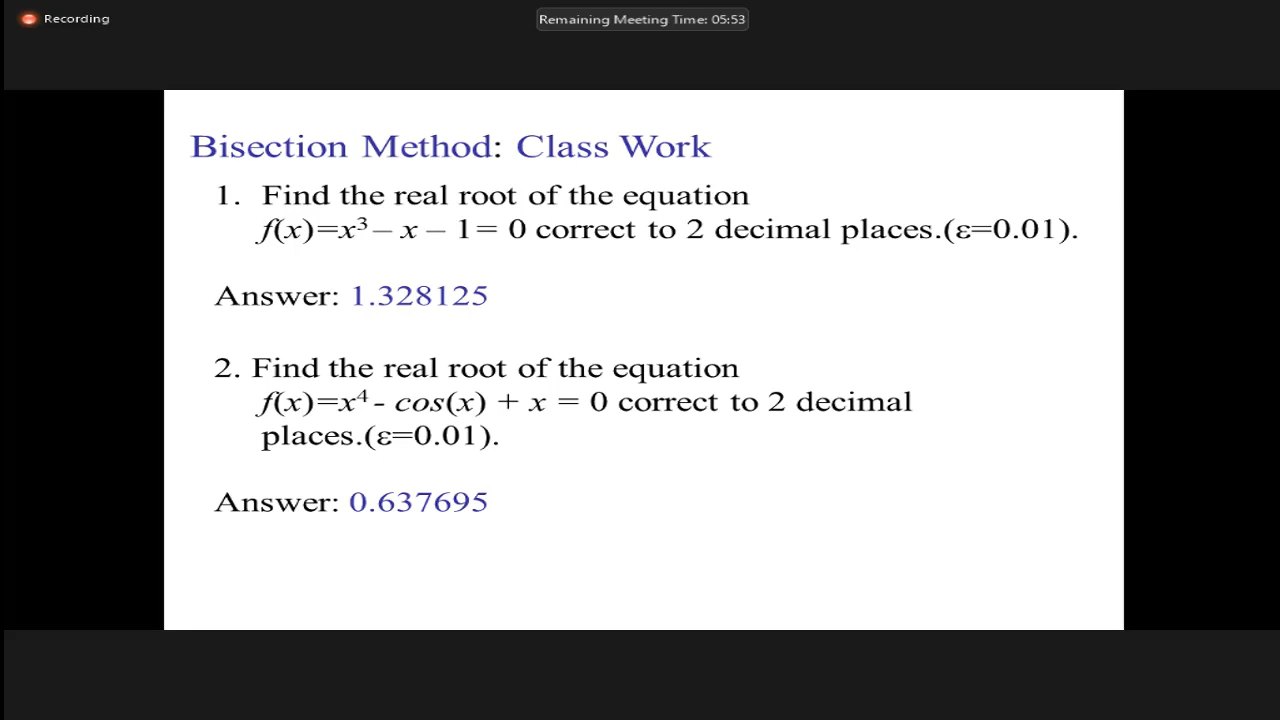 Recording
Remaining Meeting Time: 05:53
Bisection Method: Class Work
1. Find the real root of the equation
f(x)=x³ – x – 1= 0 correct to 2 decimal places.(ε=0.01).
Answer: 1.328125
2. Find the real root of the equation
f(x)=x⁴ - cos(x) + x = 0 correct to 2 decimal
places.(ε=0.01).
Answer: 0.637695